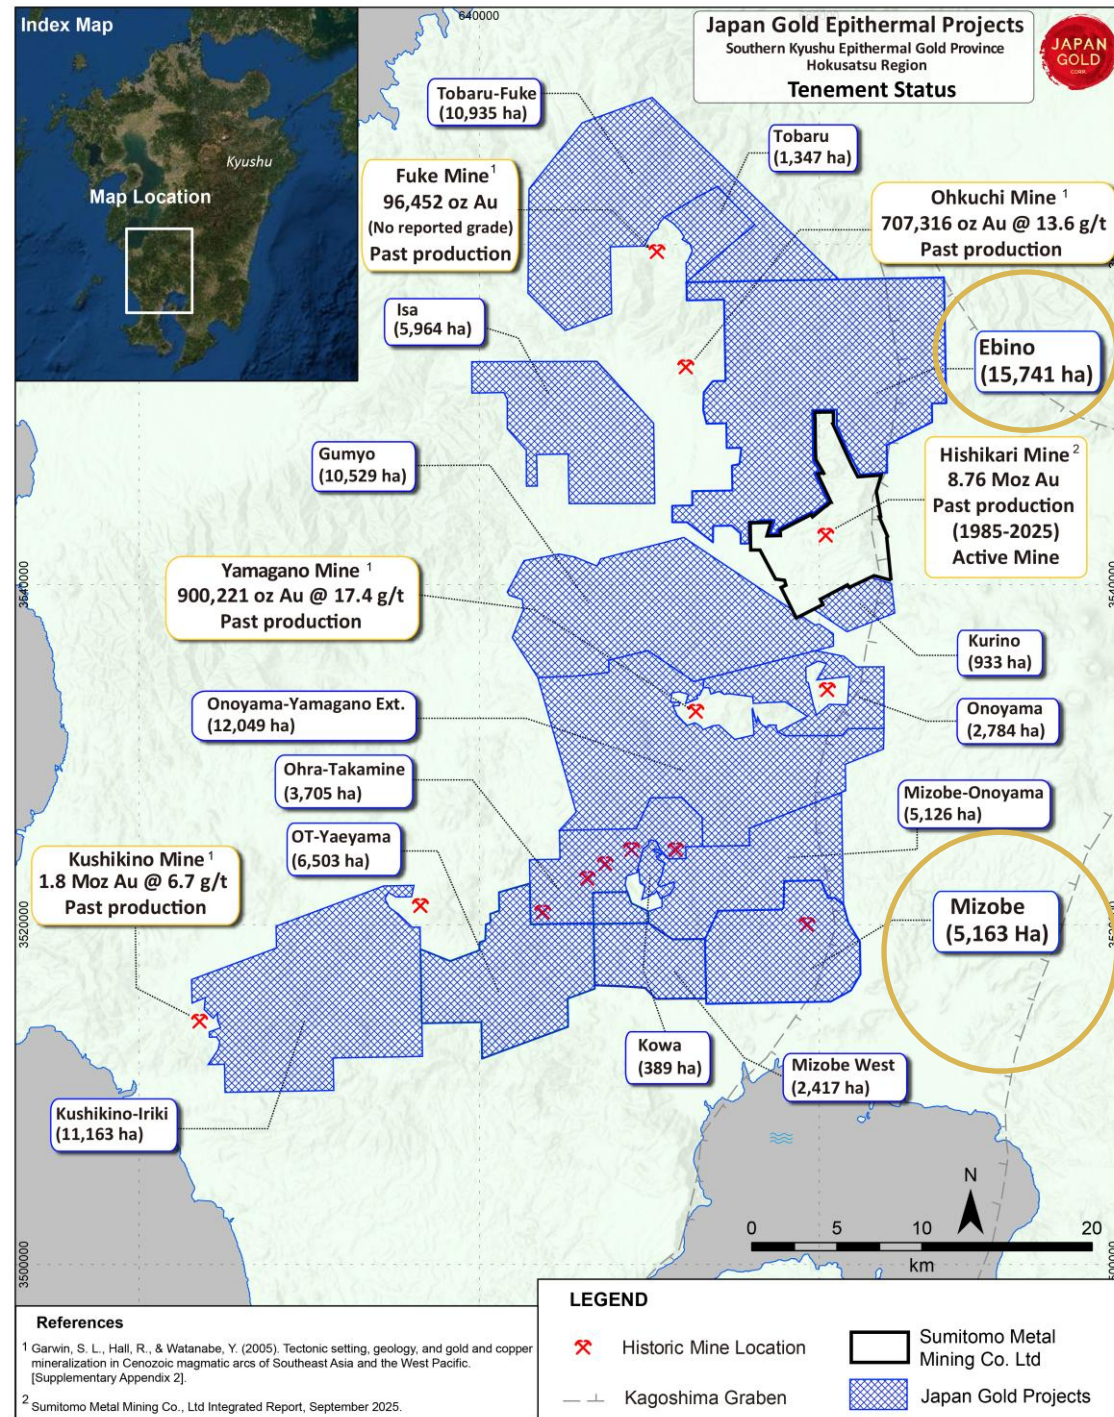 Index Map
Kyushu
Map Location
640000
Japan Gold Epithermal Projects
Southern Kyushu Epithermal Gold Province
Hokusatsu Region
Tenement Status
JAPAN
GOLD
CORP.
Tobaru-Fuke
(10,935 ha)
Tobaru
(1,347 ha)
Fuke Mine 1
96,452 oz Au
(No reported grade)
Past production
Ohkuchi Mine 1
707,316 oz Au @ 13.6 g/t
Past production
Isa
(5,964 ha)
Ebino
(15,741 ha)
Gumyo
(10,529 ha)
Hishikari Mine 2
8.76 Moz Au
Past production
(1985-2025)
Active Mine
Yamagano Mine 1
900,221 oz Au @ 17.4 g/t
Past production
3540000
3540000
Kurino
(933 ha)
Onoyama-Yamagano Ext.
(12,049 ha)
Onoyama
(2,784 ha)
Ohra-Takamine
(3,705 ha)
Mizobe-Onoyama
(5,126 ha)
OT-Yaeyama
(6,503 ha)
Kushikino Mine 1
1.8 Moz Au @ 6.7 g/t
Past production
Mizobe
(5,163 Ha)
3520000
Kowa
(389 ha)
Mizobe West
(2,417 ha)
Kushikino-Iriki
(11,163 ha)
N
0 5 10 20
km
3500000
References
1 Garwin, S. L., Hall, R., & Watanabe, Y. (2005). Tectonic setting, geology, and gold and copper
mineralization in Cenozoic magmatic arcs of Southeast Asia and the West Pacific.
[Supplementary Appendix 2].
2 Sumitomo Metal Mining Co., Ltd Integrated Report, September 2025.
LEGEND
Historic Mine Location
Sumitomo Metal
Mining Co. Ltd
Kagoshima Graben
Japan Gold Projects